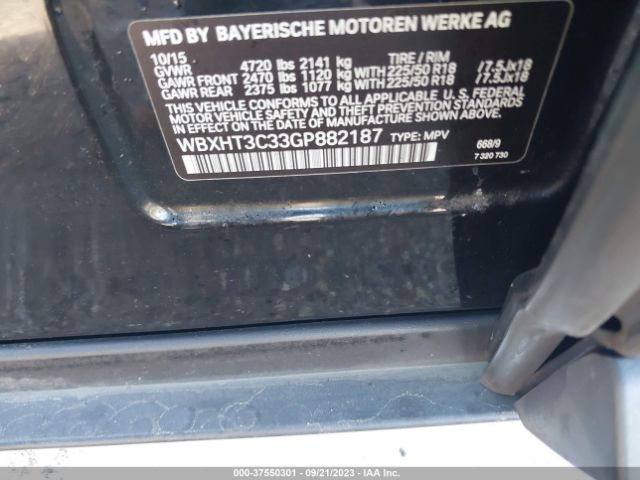 MFD BY BAYERISCHE MOTOREN WERKE AG
10/15 TIRE / RIM
GVWR 4720 lbs 2141 kg
GAWR FRONT 2470 lbs 1120 kg WITH 225/50 R18 /7.5Jx18
GAWR REAR 2375 lbs 1077 kg WITH 225/50 R18 /7.5Jx18
THIS VEHICLE CONFORMS TO ALL APPLICABLE U. S. FEDERAL
MOTOR VEHICLE SAFETY, BUMPER, AND THEFT PREVENTION STANDARDS
IN EFFECT ON THE DATE OF MANUFACTURE SHOWN ABOVE.
WBXHT3C33GP882187 TYPE: MPV
668/9
7 320 730
000-37550301 - 09/21/2023 - IAAI.COM